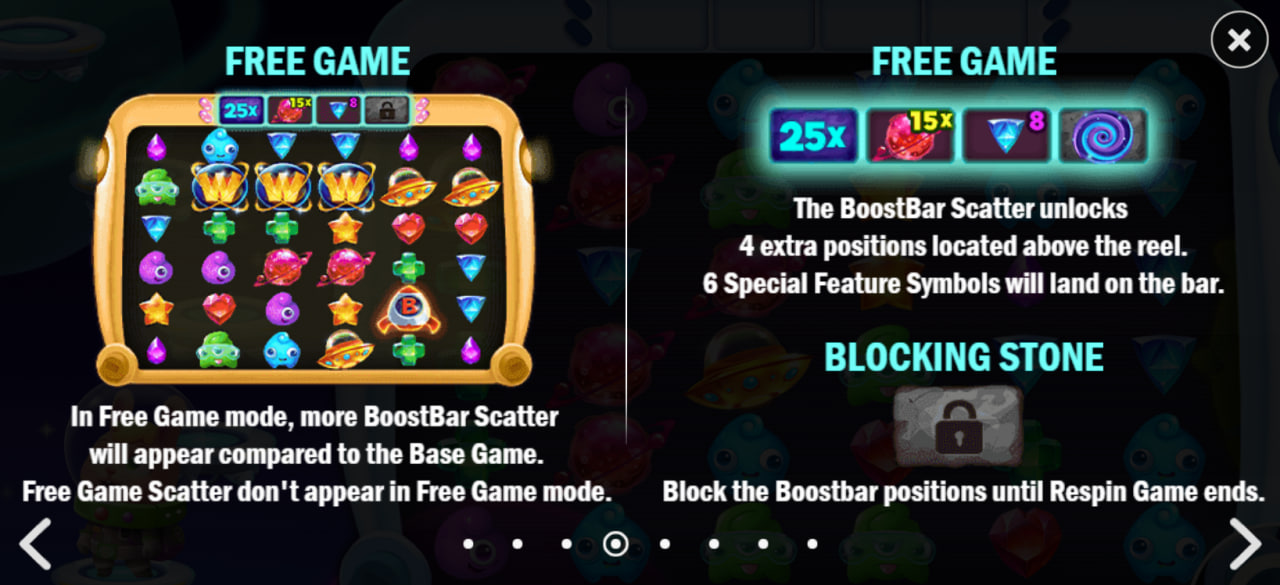 FREE GAME
25x 15x 8
W W W
B
In Free Game mode, more BoostBar Scatter
will appear compared to the Base Game.
Free Game Scatter don't appear in Free Game mode.
FREE GAME
25x 15x 8
The BoostBar Scatter unlocks
4 extra positions located above the reel.
6 Special Feature Symbols will land on the bar.
BLOCKING STONE
Block the Boostbar positions until Respin Game ends.